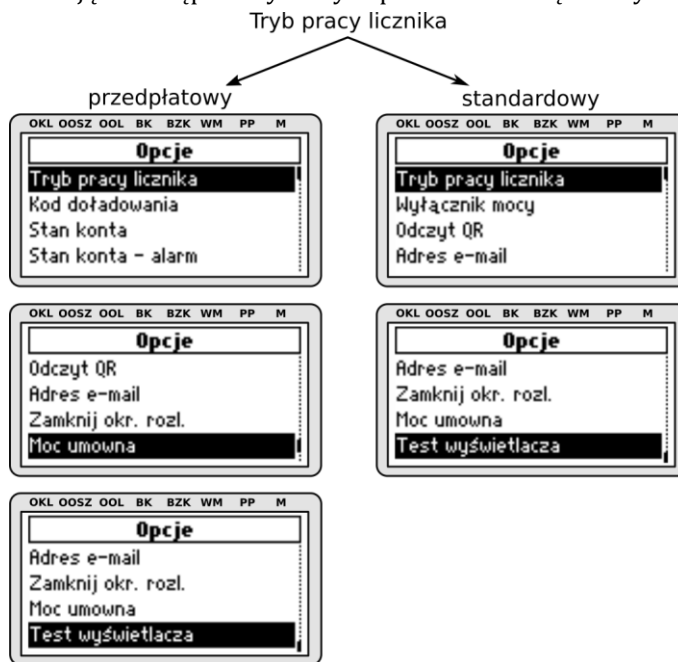 Tryb pracy licznika
przedpłatowy
OKL OOSZ OOL BK BZK WM PP M
Opcje
Tryb pracy licznika
Kod doładowania
Stan konta
Stan konta - alarm
OKL OOSZ OOL BK BZK WM PP M
Opcje
Odczyt QR
Adres e-mail
Zamknij okr. rozl.
Moc umowna
OKL OOSZ OOL BK BZK WM PP M
Opcje
Adres e-mail
Zamknij okr. rozl.
Moc umowna
Test wyświetlacza
standardowy
OKL OOSZ OOL BK BZK WM PP M
Opcje
Tryb pracy licznika
Wyłącznik mocy
Odczyt QR
Adres e-mail
OKL OOSZ OOL BK BZK WM PP M
Opcje
Adres e-mail
Zamknij okr. rozl.
Moc umowna
Test wyświetlacza